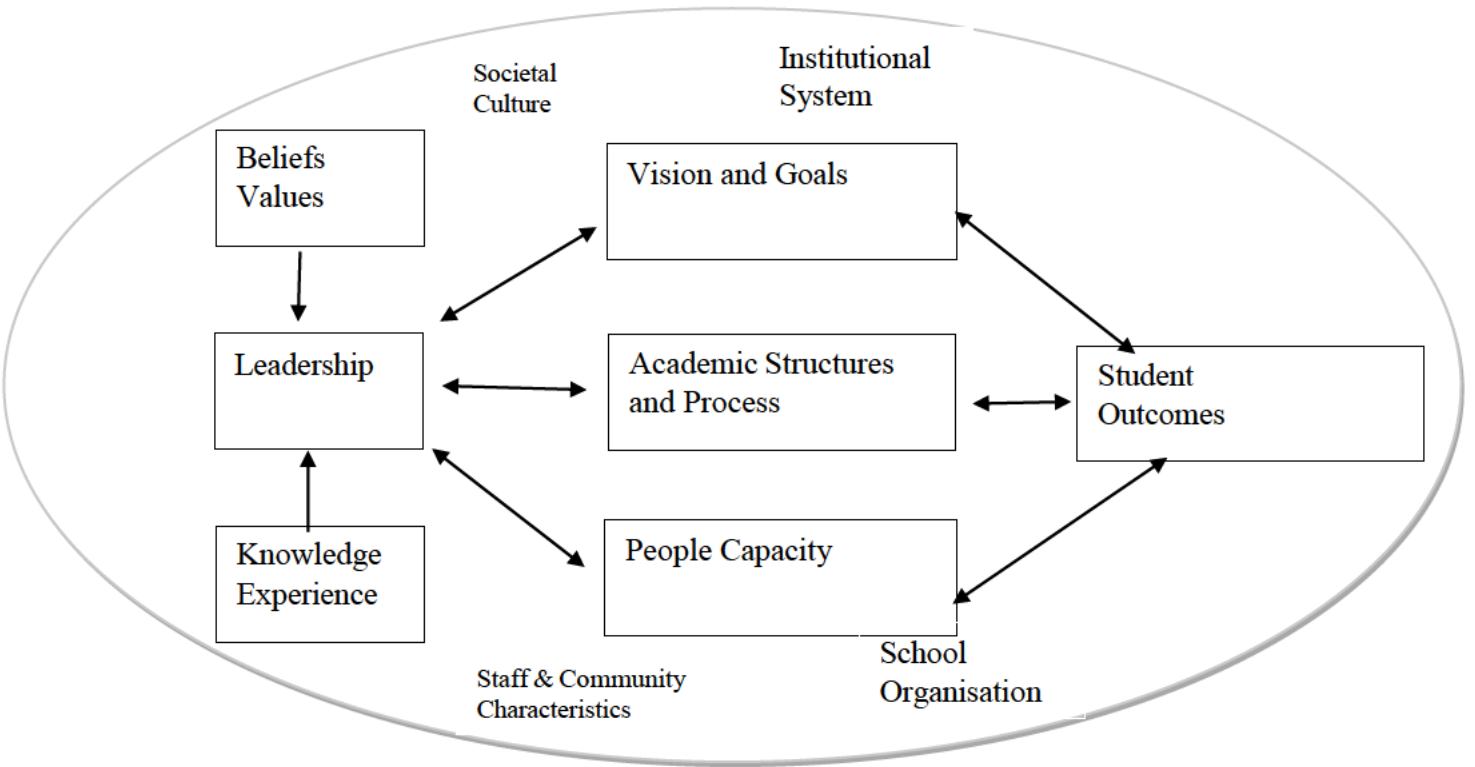 Societal
Culture
Institutional
System
Beliefs
Values
Vision and Goals
Leadership
Academic Structures
and Process
Student
Outcomes
Knowledge
Experience
People Capacity
Staff & Community
Characteristics
School
Organisation